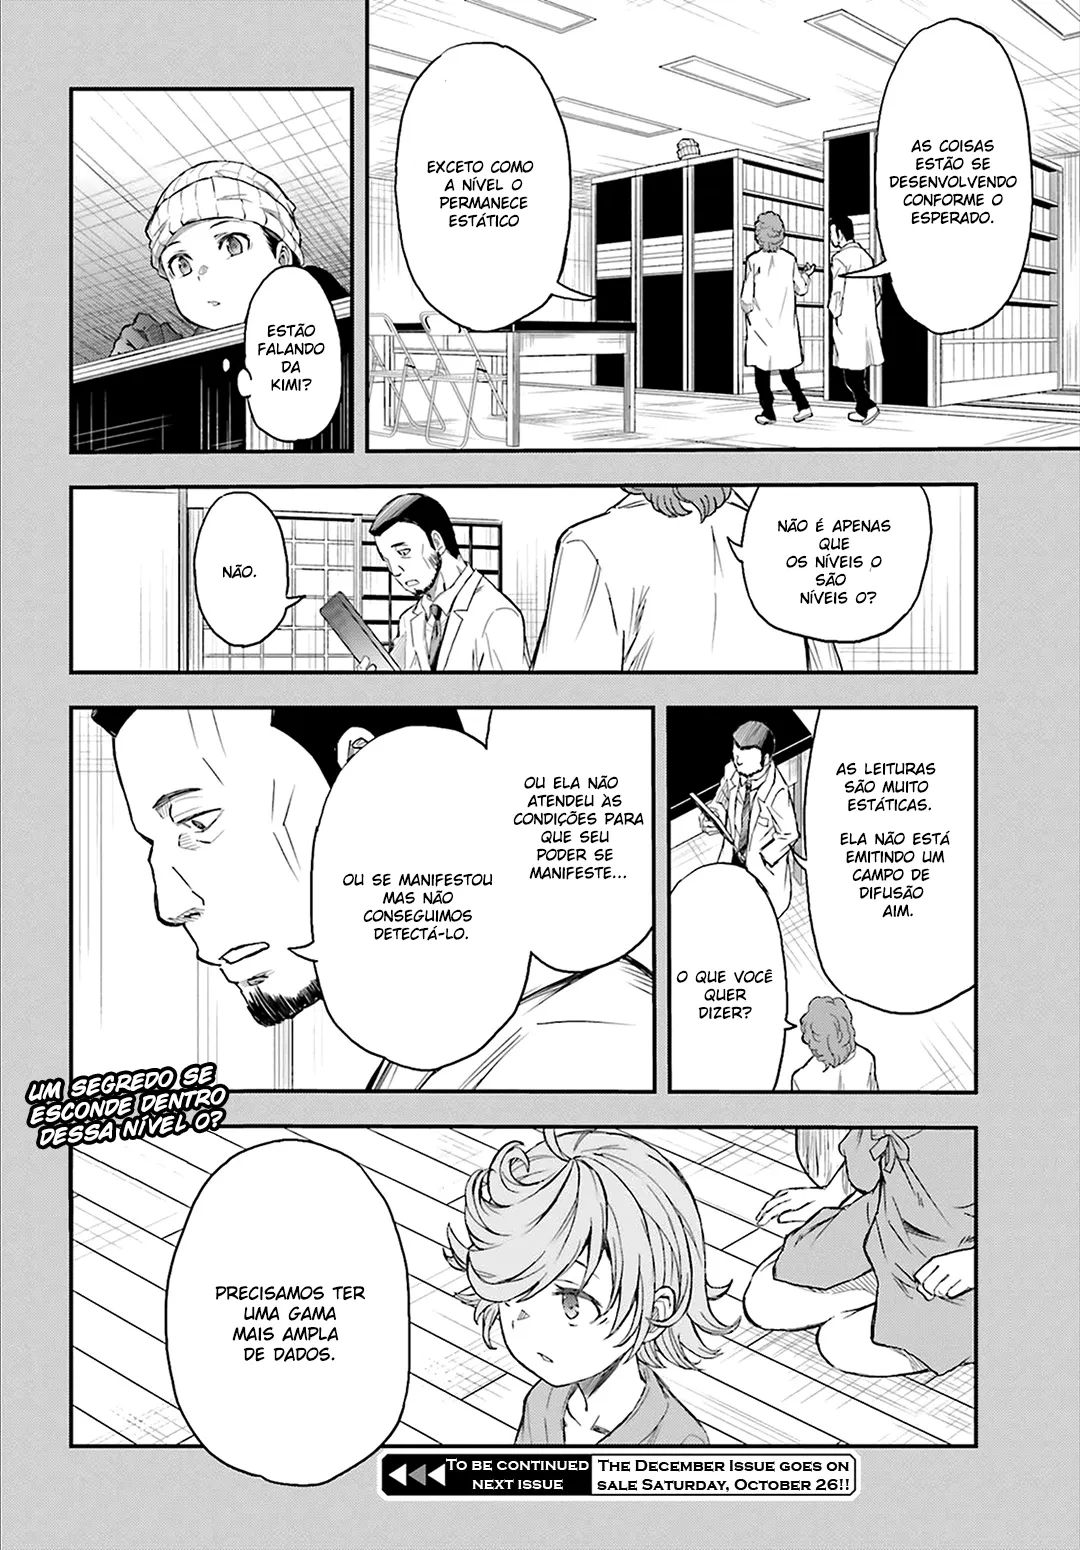 AS COISAS
ESTÃO SE
DESENVOLVENDO
CONFORME O
ESPERADO.
EXCETO COMO
A NÍVEL O
PERMANECE
ESTÁTICO
ESTÃO
FALANDO
DA
KIMI?
NÃO É APENAS
QUE
OS NÍVEIS O
SÃO
NÍVEIS O?
NÃO.
AS LEITURAS
SÃO MUITO
ESTÁTICAS.
ELA NÃO ESTÁ
EMITINDO UM
CAMPO DE
DIFUSÃO
AIM.
O QUE VOCÊ
QUER
DIZER?
OU ELA NÃO
ATENDEU ÀS
CONDIÇÕES PARA
QUE SEU
PODER SE
MANIFESTE...
OU SE MANIFESTOU
MAS NÃO
CONSEGUIMOS
DETECTÁ-LO.
UM SEGREDO SE
ESCONDE DENTRO
DESSA NÍVEL O?
PRECISAMOS TER
UMA GAMA
MAIS AMPLA
DE DADOS.
TO BE CONTINUED
NEXT ISSUE
THE DECEMBER ISSUE GOES ON
SALE SATURDAY, OCTOBER 26!!